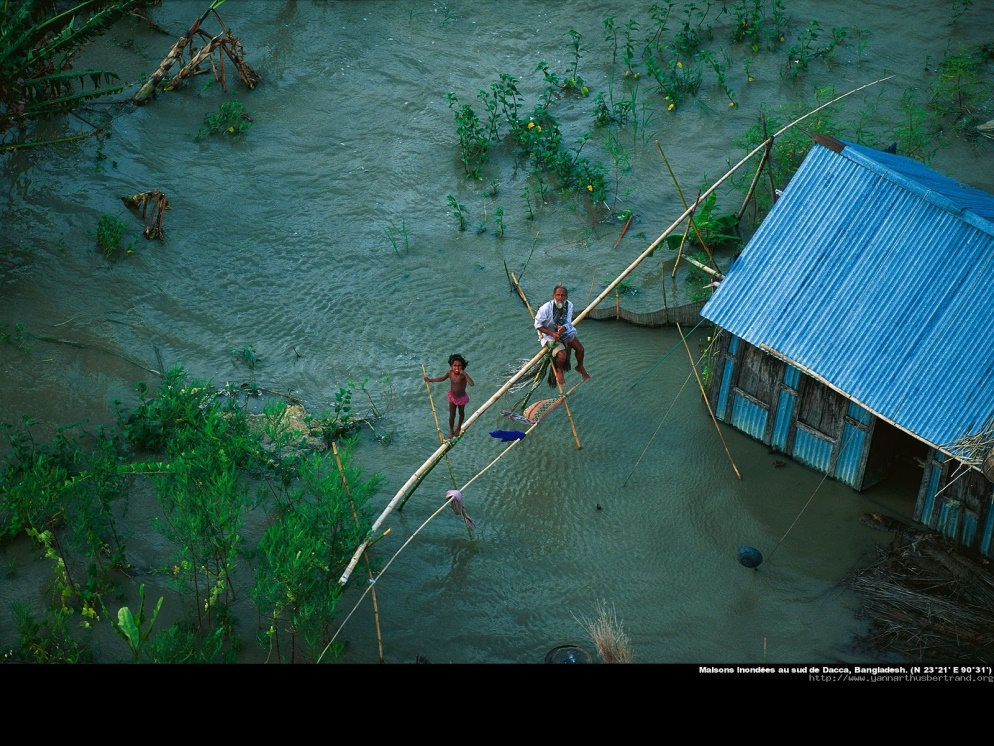 Maisons inondées au sud de Dacca, Bangladesh. (N 23°21' E 90°31')
http://www.yannarthusbertrand.org